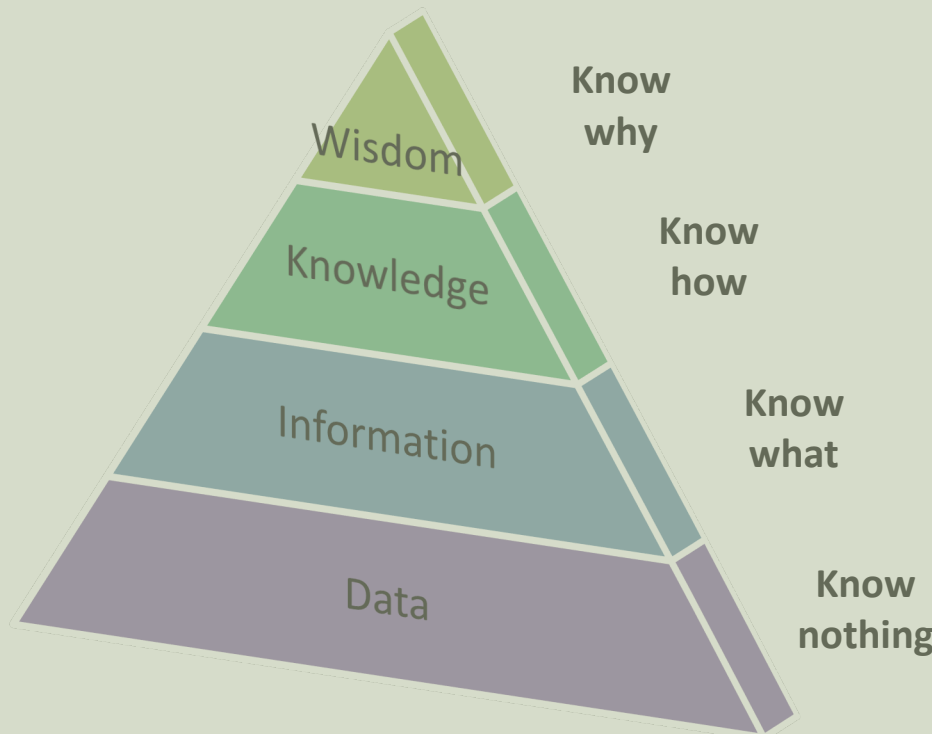 Wisdom
Know
why
Knowledge
Know
how
Information
Know
what
Data
Know
nothing